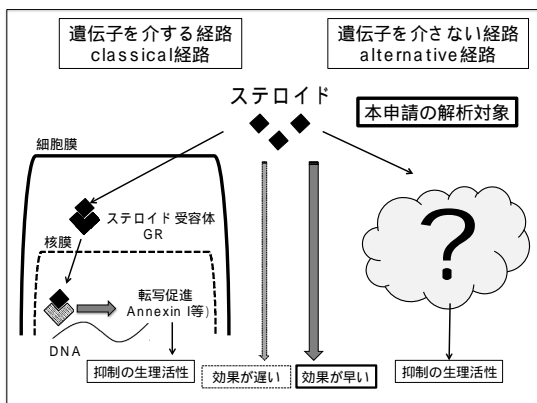 遺伝子を介する経路
classical経路
遺伝子を介さない経路
alternative経路
ステロイド
本申請の解析対象
細胞膜
ステロイド受容体
GR
核膜
?
転写促進
Annexin I等)
DNA
抑制の生理活性
効果が遅い
効果が早い
抑制の生理活性